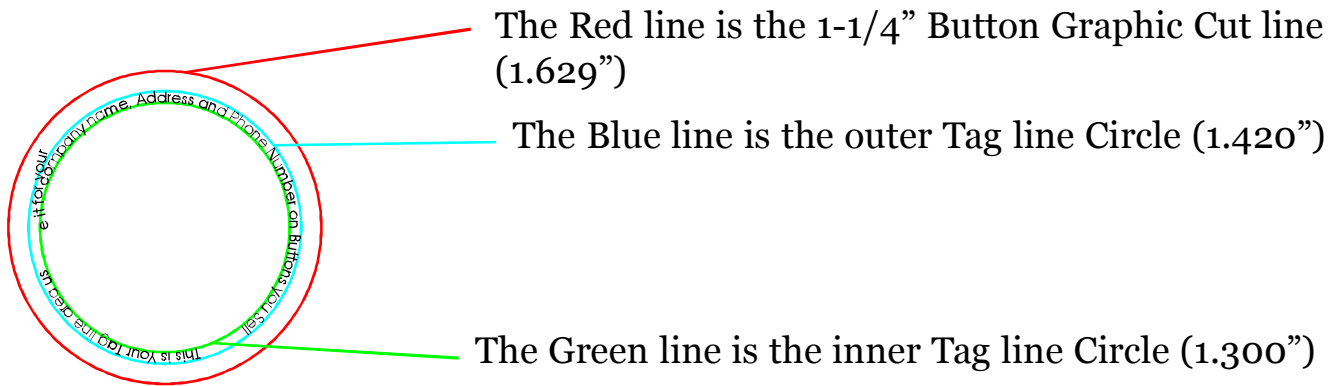 The Red line is the 1-1/4” Button Graphic Cut line
(1.629”)
The Blue line is the outer Tag line Circle (1.420”)
The Green line is the inner Tag line Circle (1.300”)
This is Your Tag line area us
e it for your
company name, Address and Phone Number on Buttons you Sell